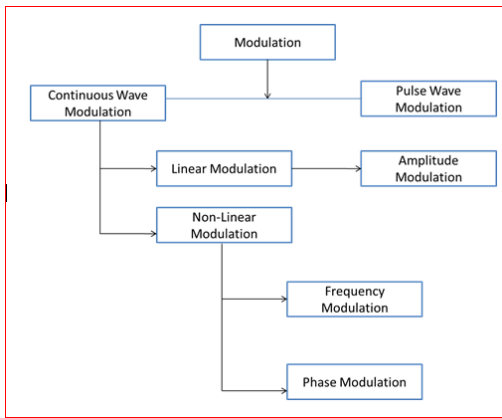 Modulation
Continuous Wave
Modulation
Pulse Wave
Modulation
Linear Modulation
Amplitude
Modulation
Non-Linear
Modulation
Frequency
Modulation
Phase Modulation